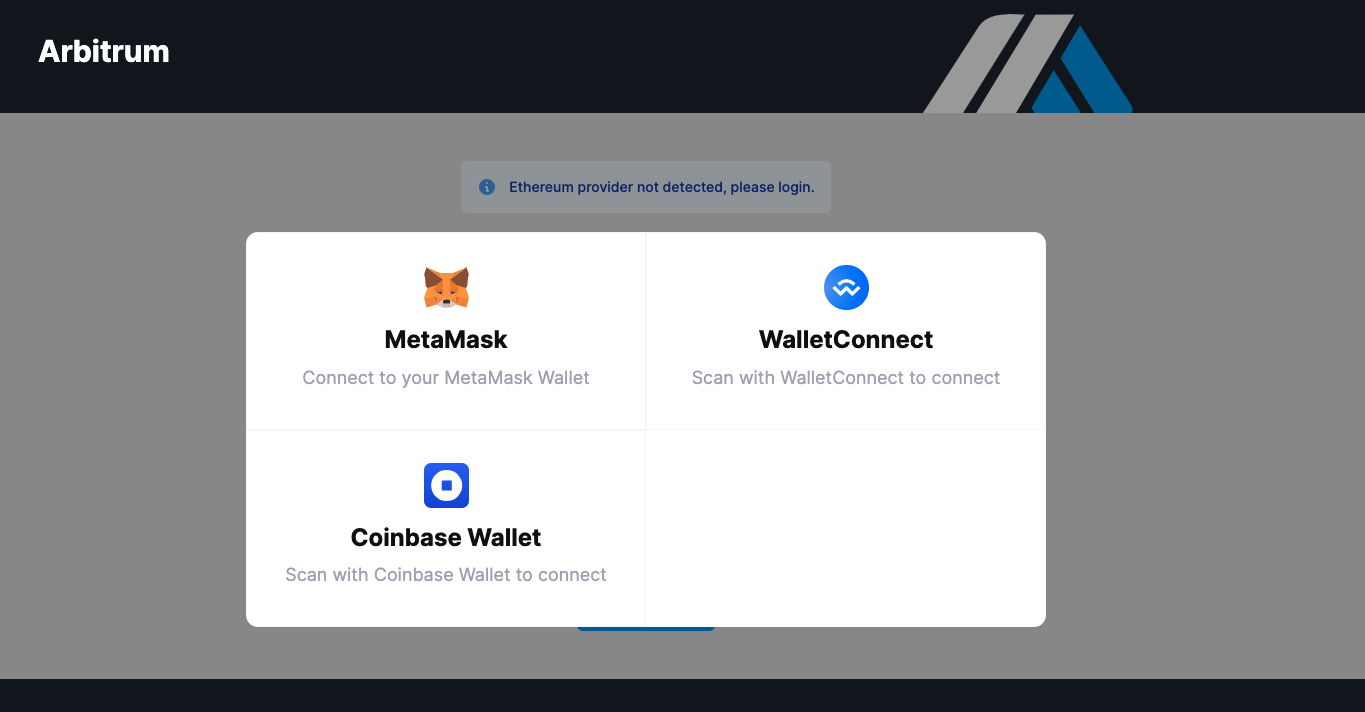 Arbitrum
Ethereum provider not detected, please login.
MetaMask
Connect to your MetaMask Wallet
WalletConnect
Scan with WalletConnect to connect
Coinbase Wallet
Scan with Coinbase Wallet to connect